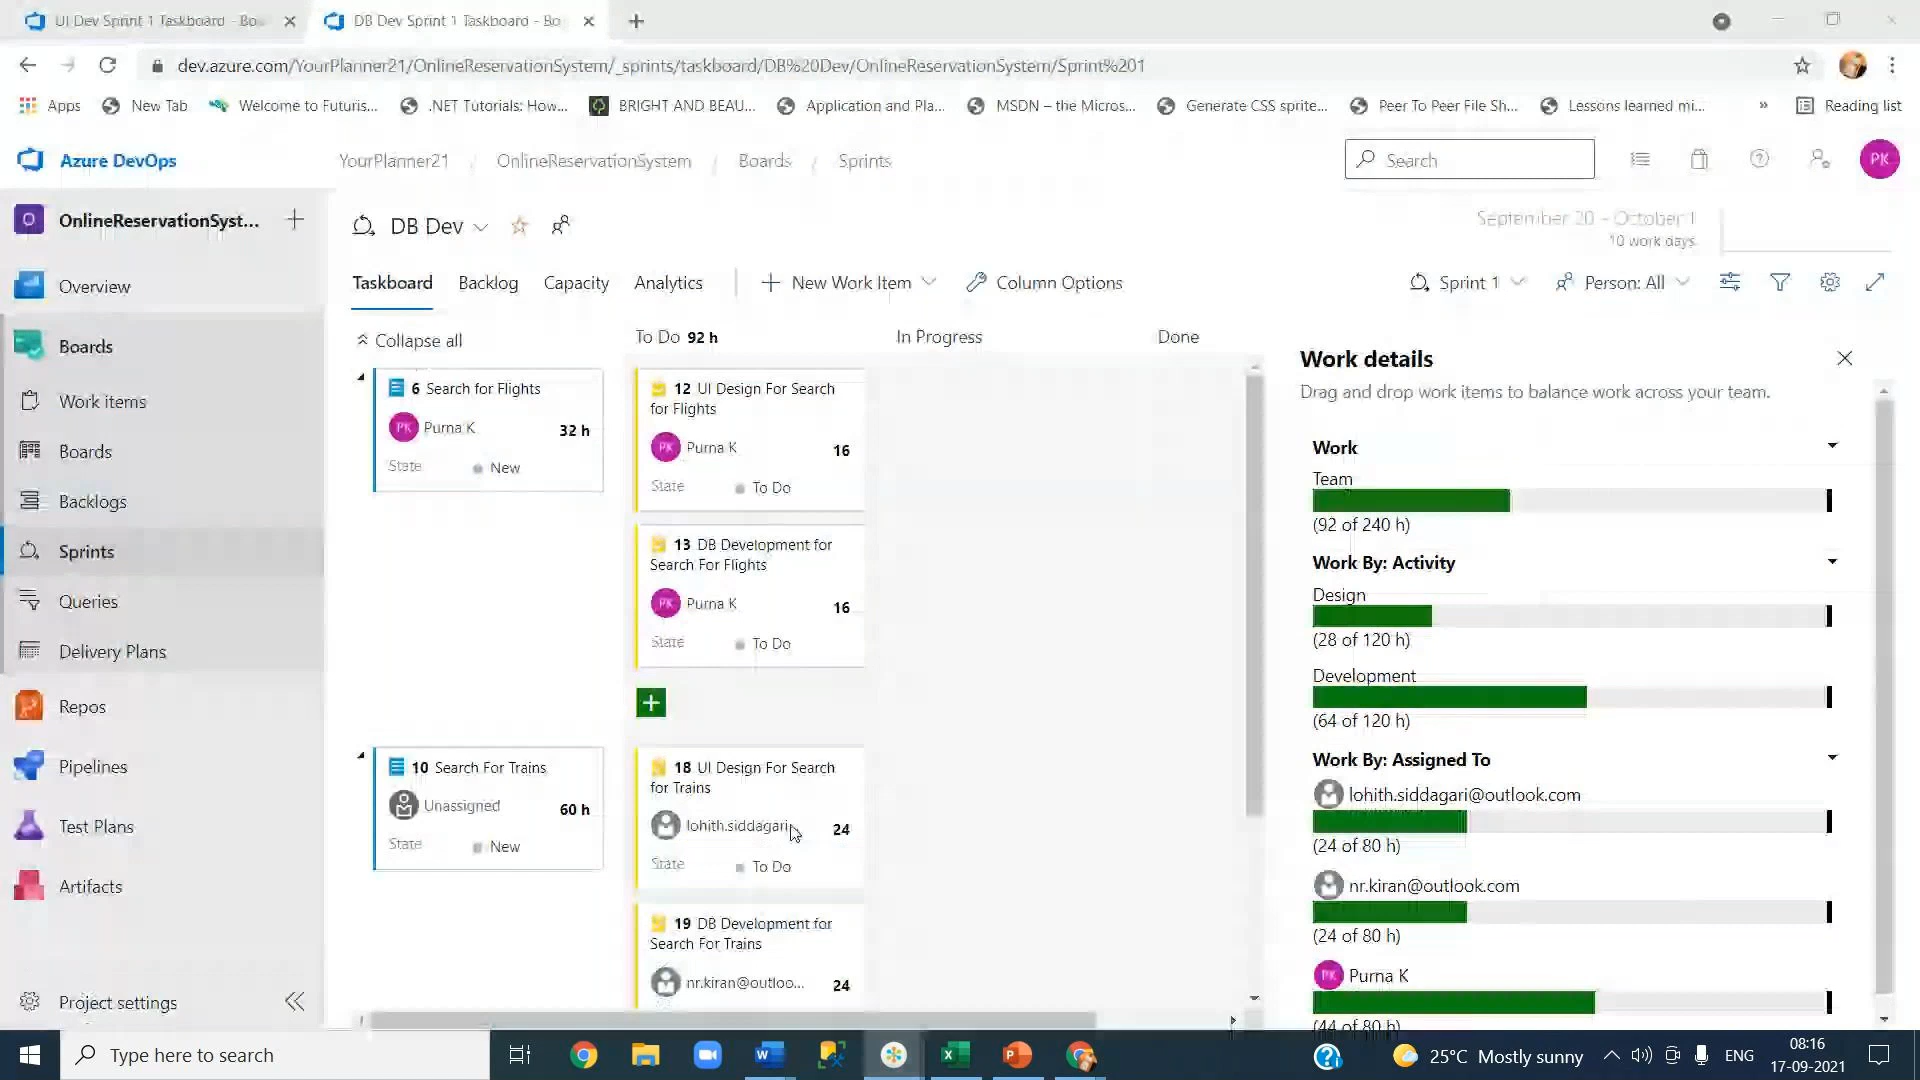 UI Dev Sprint 1 Taskboard - Bo
DB Dev Sprint 1 Taskboard - Bo
dev.azure.com/YourPlanner21/OnlineReservationSystem/_sprints/taskboard/DB%20Dev/OnlineReservationSystem/Sprint%201
Apps
New Tab
Welcome to Futuris...
.NET Tutorials: How...
BRIGHT AND BEAU...
Application and Pla...
MSDN – the Micros...
Generate CSS sprite...
Peer To Peer File Sh...
Lessons learned mi...
»
Reading list
Azure DevOps
YourPlanner21 / OnlineReservationSystem / Boards / Sprints
Search
PK
O OnlineReservationSyst...
Overview
Boards
Work items
Boards
Backlogs
Sprints
Queries
Delivery Plans
Repos
Pipelines
Test Plans
Artifacts
Project settings
DB Dev
September 20 - October 1
10 work days
Taskboard
Backlog
Capacity
Analytics
New Work Item
Column Options
Sprint 1
Person: All
Collapse all
To Do 92 h
In Progress
Done
6 Search for Flights
PK Purna K
32 h
State
New
12 UI Design For Search
for Flights
PK Purna K
16
State
To Do
13 DB Development for
Search For Flights
PK Purna K
16
State
To Do
10 Search For Trains
Unassigned
60 h
State
New
18 UI Design For Search
for Trains
lohith.siddagari
24
State
To Do
19 DB Development for
Search For Trains
nr.kiran@outloo...
24
Work details
Drag and drop work items to balance work across your team.
Work
Team
(92 of 240 h)
Work By: Activity
Design
(28 of 120 h)
Development
(64 of 120 h)
Work By: Assigned To
lohith.siddagari@outlook.com
(24 of 80 h)
nr.kiran@outlook.com
(24 of 80 h)
PK Purna K
(44 of 80 h)
Type here to search
25°C Mostly sunny
ENG
08:16
17-09-2021